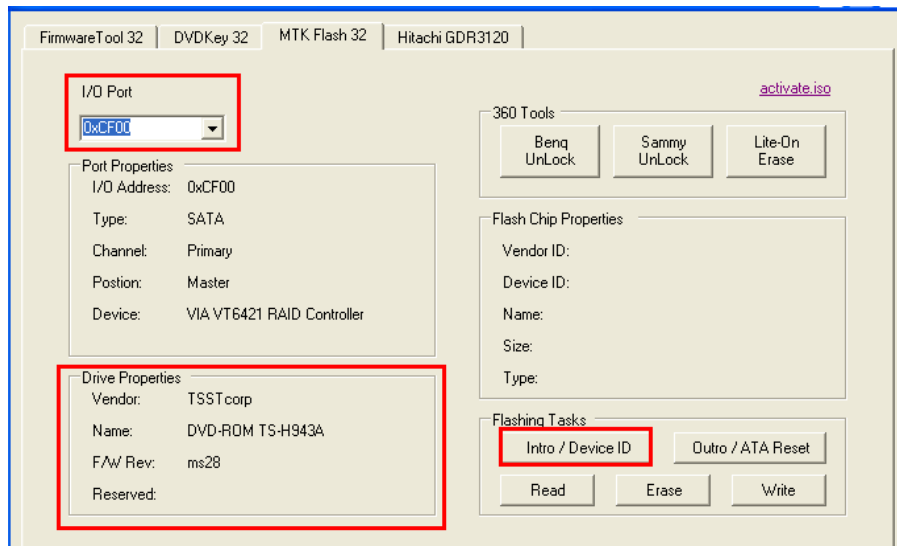 FirmwareTool 32 DVDKey 32 MTK Flash 32 Hitachi GDR3120
I/O Port
0xCF00
Port Properties
I/O Address: 0xCF00
Type: SATA
Channel: Primary
Postion: Master
Device: VIA VT6421 RAID Controller
Drive Properties
Vendor: TSSTcorp
Name: DVD-ROM TS-H943A
F/W Rev: ms28
Reserved:
activate.iso
360 Tools
Benq UnLock
Sammy UnLock
Lite-On Erase
Flash Chip Properties
Vendor ID:
Device ID:
Name:
Size:
Type:
Flashing Tasks
Intro / Device ID Outro / ATA Reset
Read Erase Write